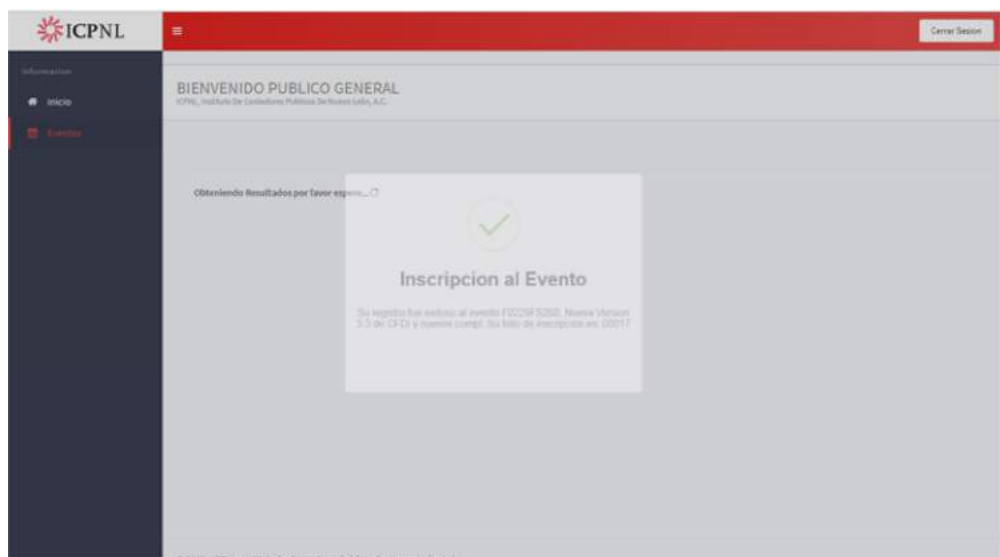 ICPNL
Cerrar Sesion
Informacion
BIENVENIDO PUBLICO GENERAL
ICPNL, Instituto De Contadores Publicos De Nuevo León, A.C.
Inicio
Eventos
Obteniendo Resultados por favor espere...
Inscripcion al Evento
Su registro fue exitoso al evento Nueva Version
3.3 de CFDI y nuevos compl. Su folio de inscripcion es: 00017